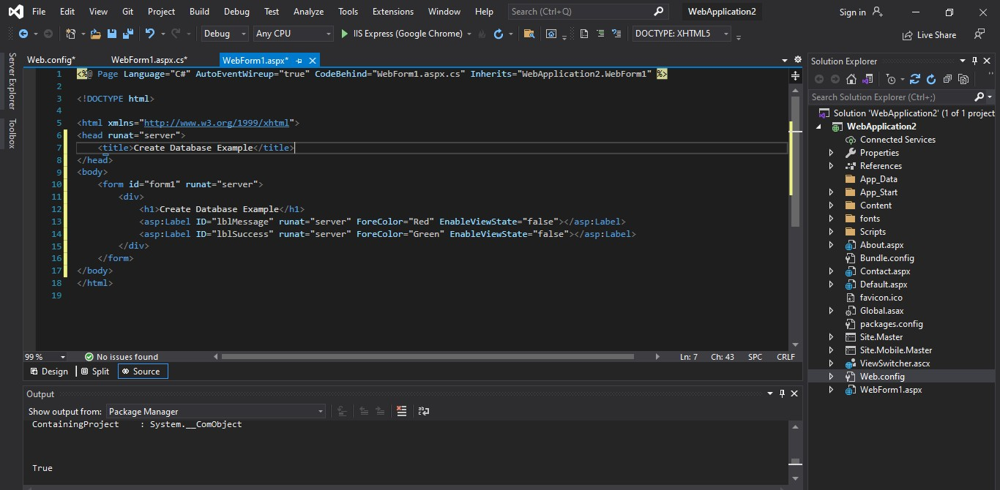 File Edit View Git Project Build Debug Test Analyze Tools Extensions Window Help Search (Ctrl+Q) WebApplication2 Sign in
Debug Any CPU IIS Express (Google Chrome) DOCTYPE: XHTML5 Live Share
Server Explorer
Toolbox
Web.config* WebForm1.aspx.cs* WebForm1.aspx*
1 <%@ Page Language="C#" AutoEventWireup="true" CodeBehind="WebForm1.aspx.cs" Inherits="WebApplication2.WebForm1" %>
2
3 <!DOCTYPE html>
4
5 <html xmlns="http://www.w3.org/1999/xhtml">
6 <head runat="server">
7 <title>Create Database Example</title>
8 </head>
9 <body>
10 <form id="form1" runat="server">
11 <div>
12 <h1>Create Database Example</h1>
13 <asp:Label ID="lblMessage" runat="server" ForeColor="Red" EnableViewState="false"></asp:Label>
14 <asp:Label ID="lblSuccess" runat="server" ForeColor="Green" EnableViewState="false"></asp:Label>
15 </div>
16 </form>
17 </body>
18 </html>
19
99 % No issues found Ln: 7 Ch: 43 SPC CRLF
Design Split Source
Output
Show output from: Package Manager
ContainingProject : System.__ComObject
True
Solution Explorer
Search Solution Explorer (Ctrl+;)
Solution 'WebApplication2' (1 of 1 project
WebApplication2
Connected Services
Properties
References
App_Data
App_Start
Content
fonts
Scripts
About.aspx
Bundle.config
Contact.aspx
Default.aspx
favicon.ico
Global.asax
packages.config
Site.Master
Site.Mobile.Master
ViewSwitcher.ascx
Web.config
WebForm1.aspx